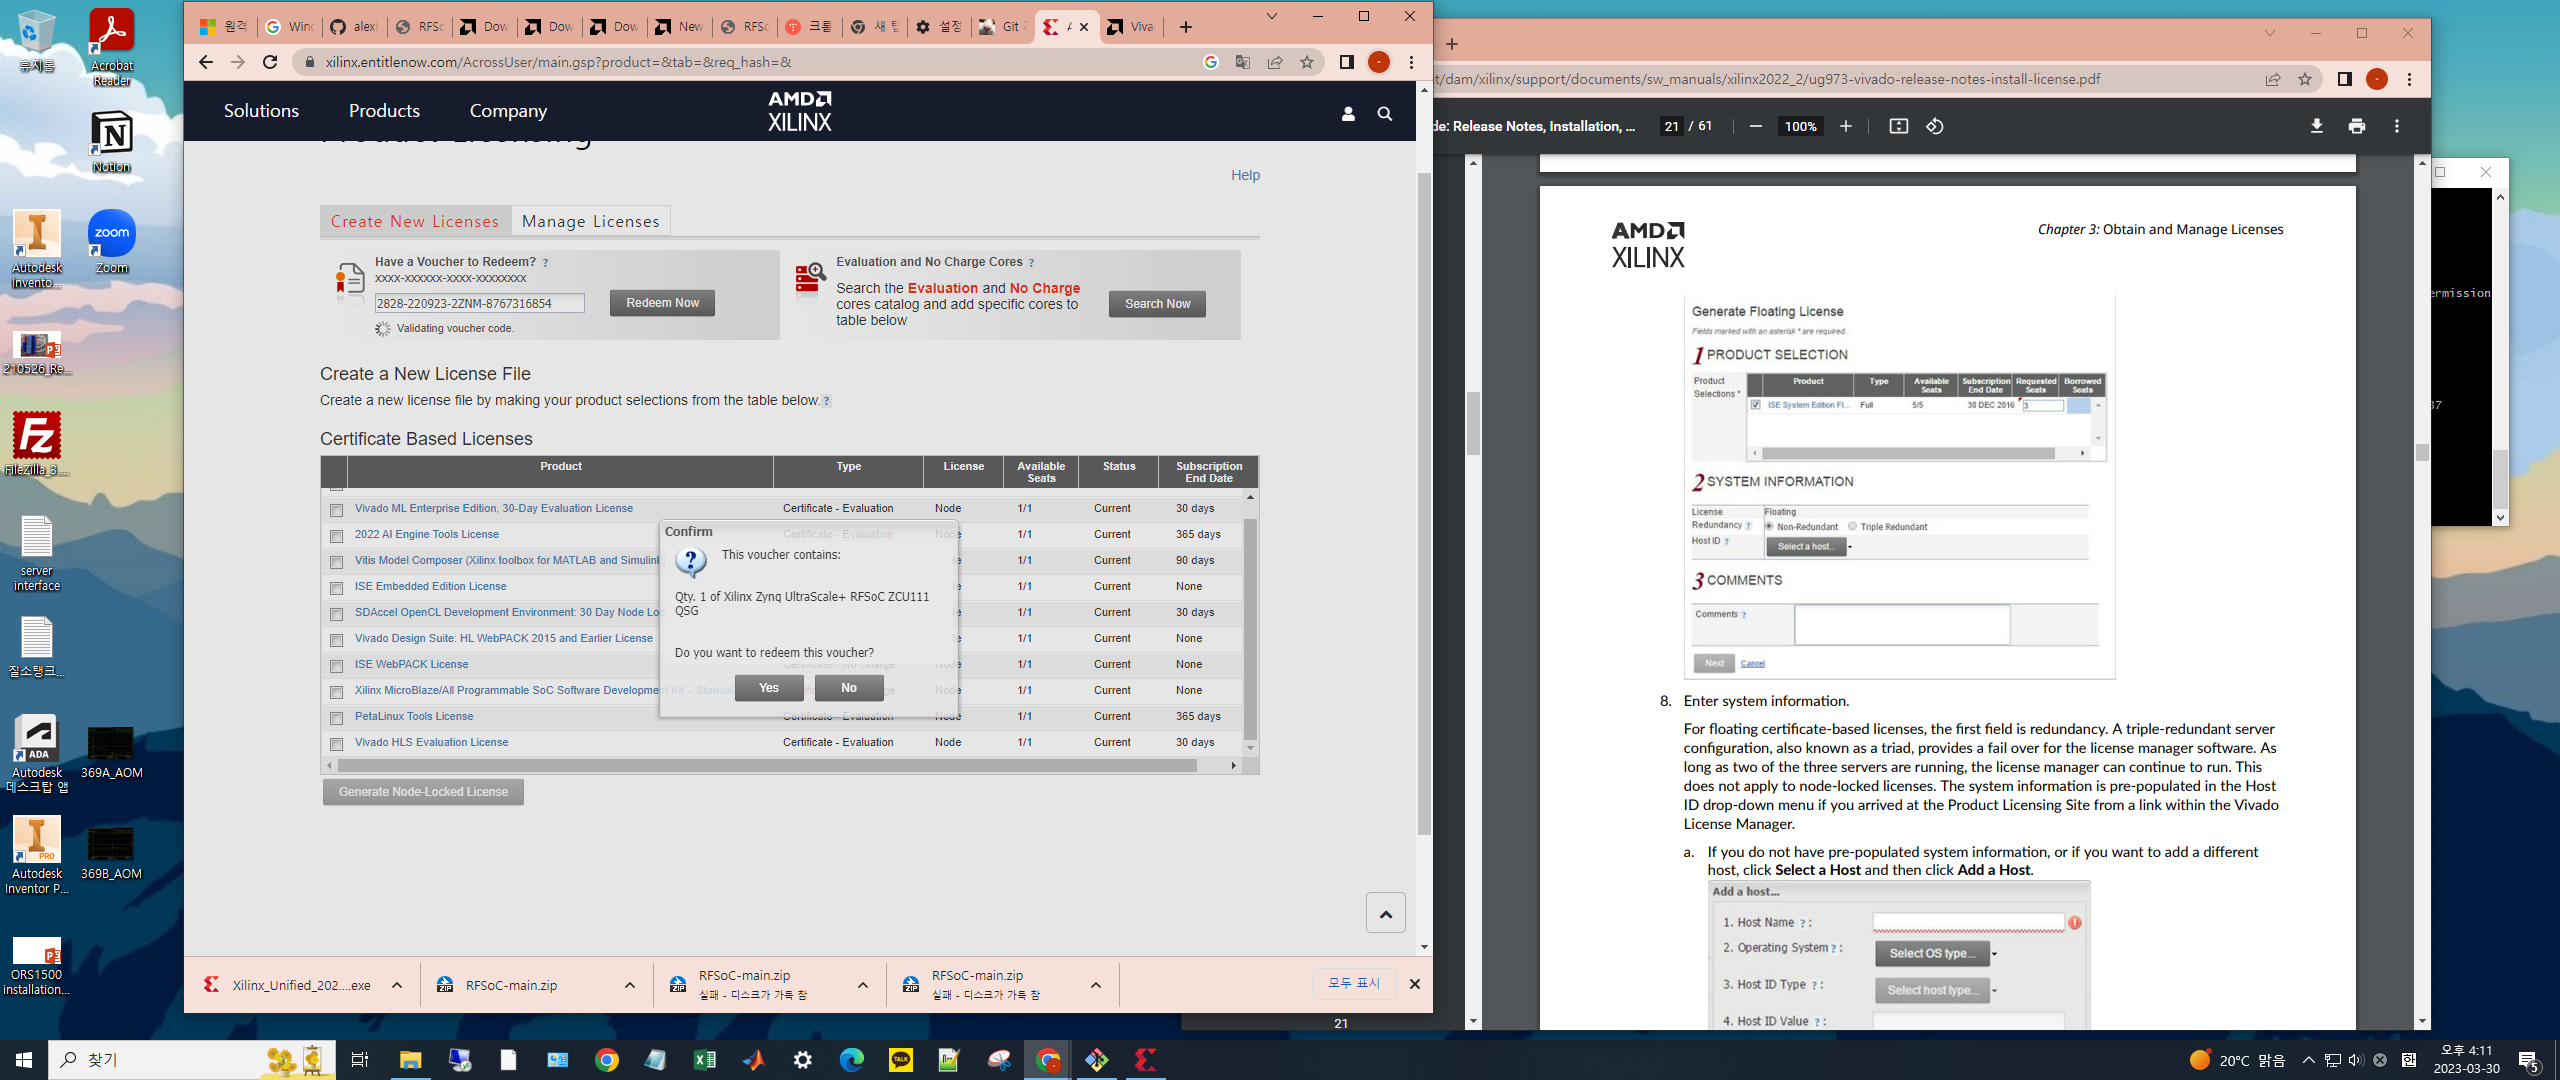 휴지통
Acrobat
Reader
Notion
Autodesk
Invento...
Zoom
210526_Re...
FileZilla_3....
server
interface
질소탱크...
Autodesk
데스크탑 앱
369A_AOM
Autodesk
Inventor P...
369B_AOM
ORS1500
installation...
원격
Winc
alexi
RFSc
Dow
Dow
Dow
New
RFSc
크롬
새 탭
설정
Git
A
Viva
xilinx.entitlenow.com/AcrossUser/main.gsp?product=&tab=&req_hash=&
Solutions
Products
Company
AMD
XILINX
Product Licensing
Help
Create New Licenses
Manage Licenses
Have a Voucher to Redeem? ?
XXXX-XXXXXX-XXXX-XXXXXXXX
2828-220923-2ZNM-8767316854
Redeem Now
Validating voucher code.
Evaluation and No Charge Cores ?
Search the Evaluation and No Charge
cores catalog and add specific cores to
table below
Search Now
Create a New License File
Create a new license file by making your product selections from the table below. ?
Certificate Based Licenses
Product Type License Available Seats Status Subscription End Date
Vivado ML Enterprise Edition, 30-Day Evaluation License Certificate - Evaluation Node 1/1 Current 30 days
2022 AI Engine Tools License Certificate - Evaluation 1/1 Current 365 days
Vitis Model Composer (Xilinx toolbox for MATLAB and Simulink 1/1 Current 90 days
ISE Embedded Edition License 1/1 Current None
SDAccel OpenCL Development Environment: 30 Day Node Lo 1/1 Current 30 days
Vivado Design Suite: HL WebPACK 2015 and Earlier License 1/1 Current None
ISE WebPACK License Certificate - No Charge Node 1/1 Current None
Xilinx MicroBlaze/All Programmable SoC Software Development Kit - Standal 1/1 Current None
PetaLinux Tools License Certificate - Evaluation Node 1/1 Current 365 days
Vivado HLS Evaluation License Certificate - Evaluation Node 1/1 Current 30 days
Confirm
This voucher contains:
Qty. 1 of Xilinx Zynq UltraScale+ RFSoC ZCU111
QSG
Do you want to redeem this voucher?
Yes
No
Generate Node-Locked License
Xilinx_Unified_202....exe
RFSoC-main.zip
RFSoC-main.zip
실패 - 디스크가 가득 참
RFSoC-main.zip
실패 - 디스크가 가득 참
모두 표시
t/dam/xilinx/support/documents/sw_manuals/xilinx2022_2/ug973-vivado-release-notes-install-license.pdf
de: Release Notes, Installation, ...
21 / 61
100%
AMD
XILINX
Chapter 3: Obtain and Manage Licenses
Generate Floating License
Fields marked with an asterisk * are required.
1 PRODUCT SELECTION
Product
Selections *
Product Type Available Seats Subscription End Date Requested Seats Borrowed Seats
ISE System Edition Fl... Full 5/5 30 DEC 2016 3
2 SYSTEM INFORMATION
License Floating
Redundancy ? Non-Redundant Triple Redundant
Host ID ? Select a host...
3 COMMENTS
Comments ?
Next
Cancel
8. Enter system information.
For floating certificate-based licenses, the first field is redundancy. A triple-redundant server
configuration, also known as a triad, provides a fail over for the license manager software. As
long as two of the three servers are running, the license manager can continue to run. This
does not apply to node-locked licenses. The system information is pre-populated in the Host
ID drop-down menu if you arrived at the Product Licensing Site from a link within the Vivado
License Manager.
a. If you do not have pre-populated system information, or if you want to add a different
host, click Select a Host and then click Add a Host.
Add a host...
1. Host Name ? :
2. Operating System ? : Select OS type...
3. Host ID Type ? : Select host type...
4. Host ID Value ? :
21
ermission
37
찾기
20°C 맑음
한
오후 4:11
2023-03-30
5